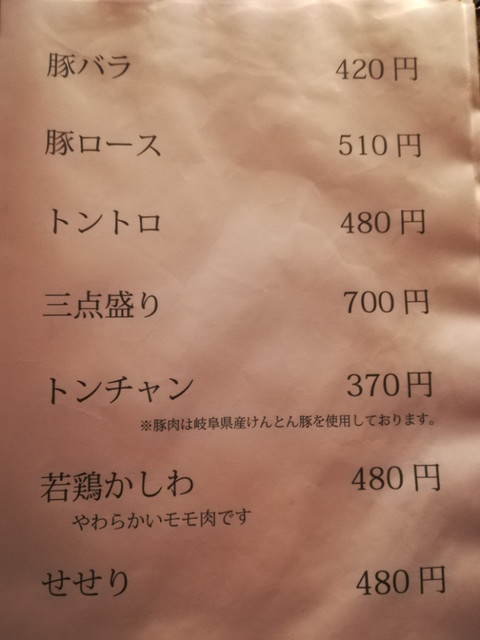 豚バラ 420円
豚ロース 510円
トントロ 480円
三点盛り 700円
トンチャン 370円
※豚肉は岐阜県産けんとん豚を使用しております。
若鶏かしわ 480円
やわらかいモモ肉です
せせり 480円